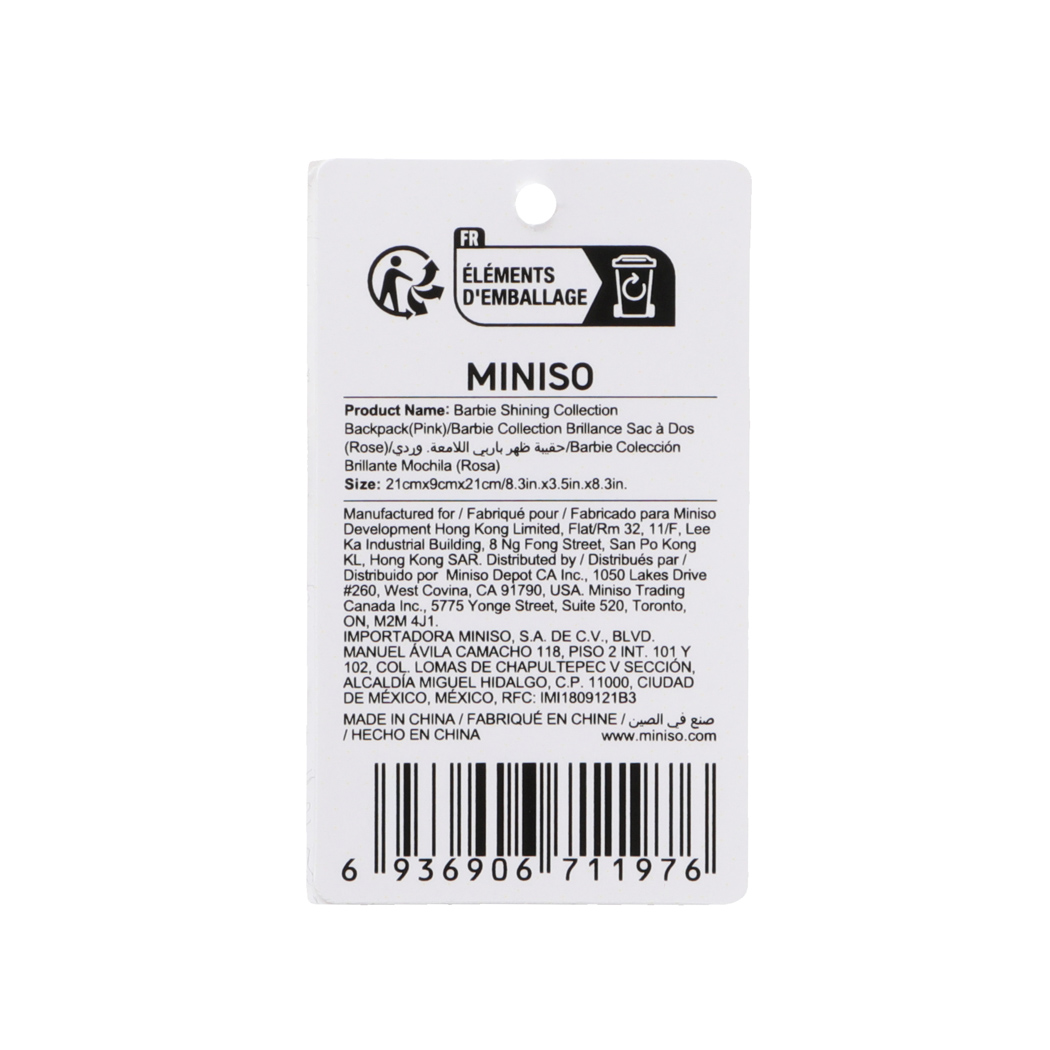 FR
ÉLÉMENTS
D'EMBALLAGE
MINISO
Product Name: Barbie Shining Collection
Backpack(Pink)/Barbie Collection Brillance Sac à Dos
(Rose)/حقيبة ظهر باربي اللامعة. وردي/Barbie Colección
Brillante Mochila (Rosa)
Size: 21cmx9cmx21cm/8.3in.x3.5in.x8.3in.
Manufactured for / Fabriqué pour / Fabricado para Miniso
Development Hong Kong Limited, Flat/Rm 32, 11/F, Lee
Ka Industrial Building, 8 Ng Fong Street, San Po Kong
KL, Hong Kong SAR. Distributed by / Distribués par /
Distribuido por Miniso Depot CA Inc., 1050 Lakes Drive
#260, West Covina, CA 91790, USA. Miniso Trading
Canada Inc., 5775 Yonge Street, Suite 520, Toronto,
ON, M2M 4J1.
IMPORTADORA MINISO, S.A. DE C.V., BLVD.
MANUEL ÁVILA CAMACHO 118, PISO 2 INT. 101 Y
102, COL. LOMAS DE CHAPULTEPEC V SECCIÓN,
ALCALDÍA MIGUEL HIDALGO, C.P. 11000, CIUDAD
DE MÉXICO, MÉXICO, RFC: IMI1809121B3
MADE IN CHINA / FABRIQUÉ EN CHINE / صنع في الصين
/ HECHO EN CHINA www.miniso.com
6 936906 711976